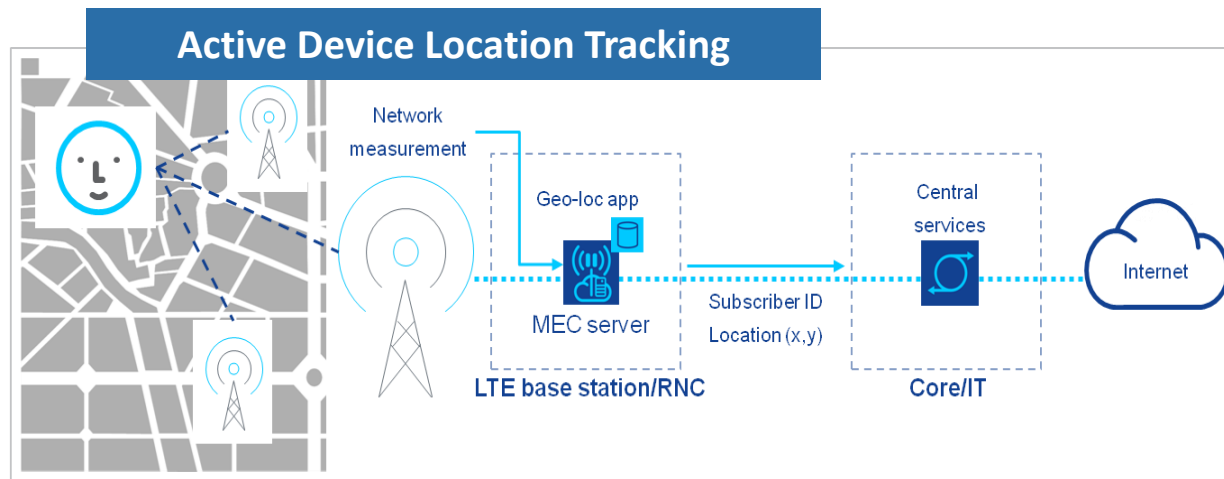 Active Device Location Tracking
Network
measurement
Geo-loc app
MEC server
LTE base station/RNC
Subscriber ID
Location (x,y)
Central
services
Core/IT
Internet